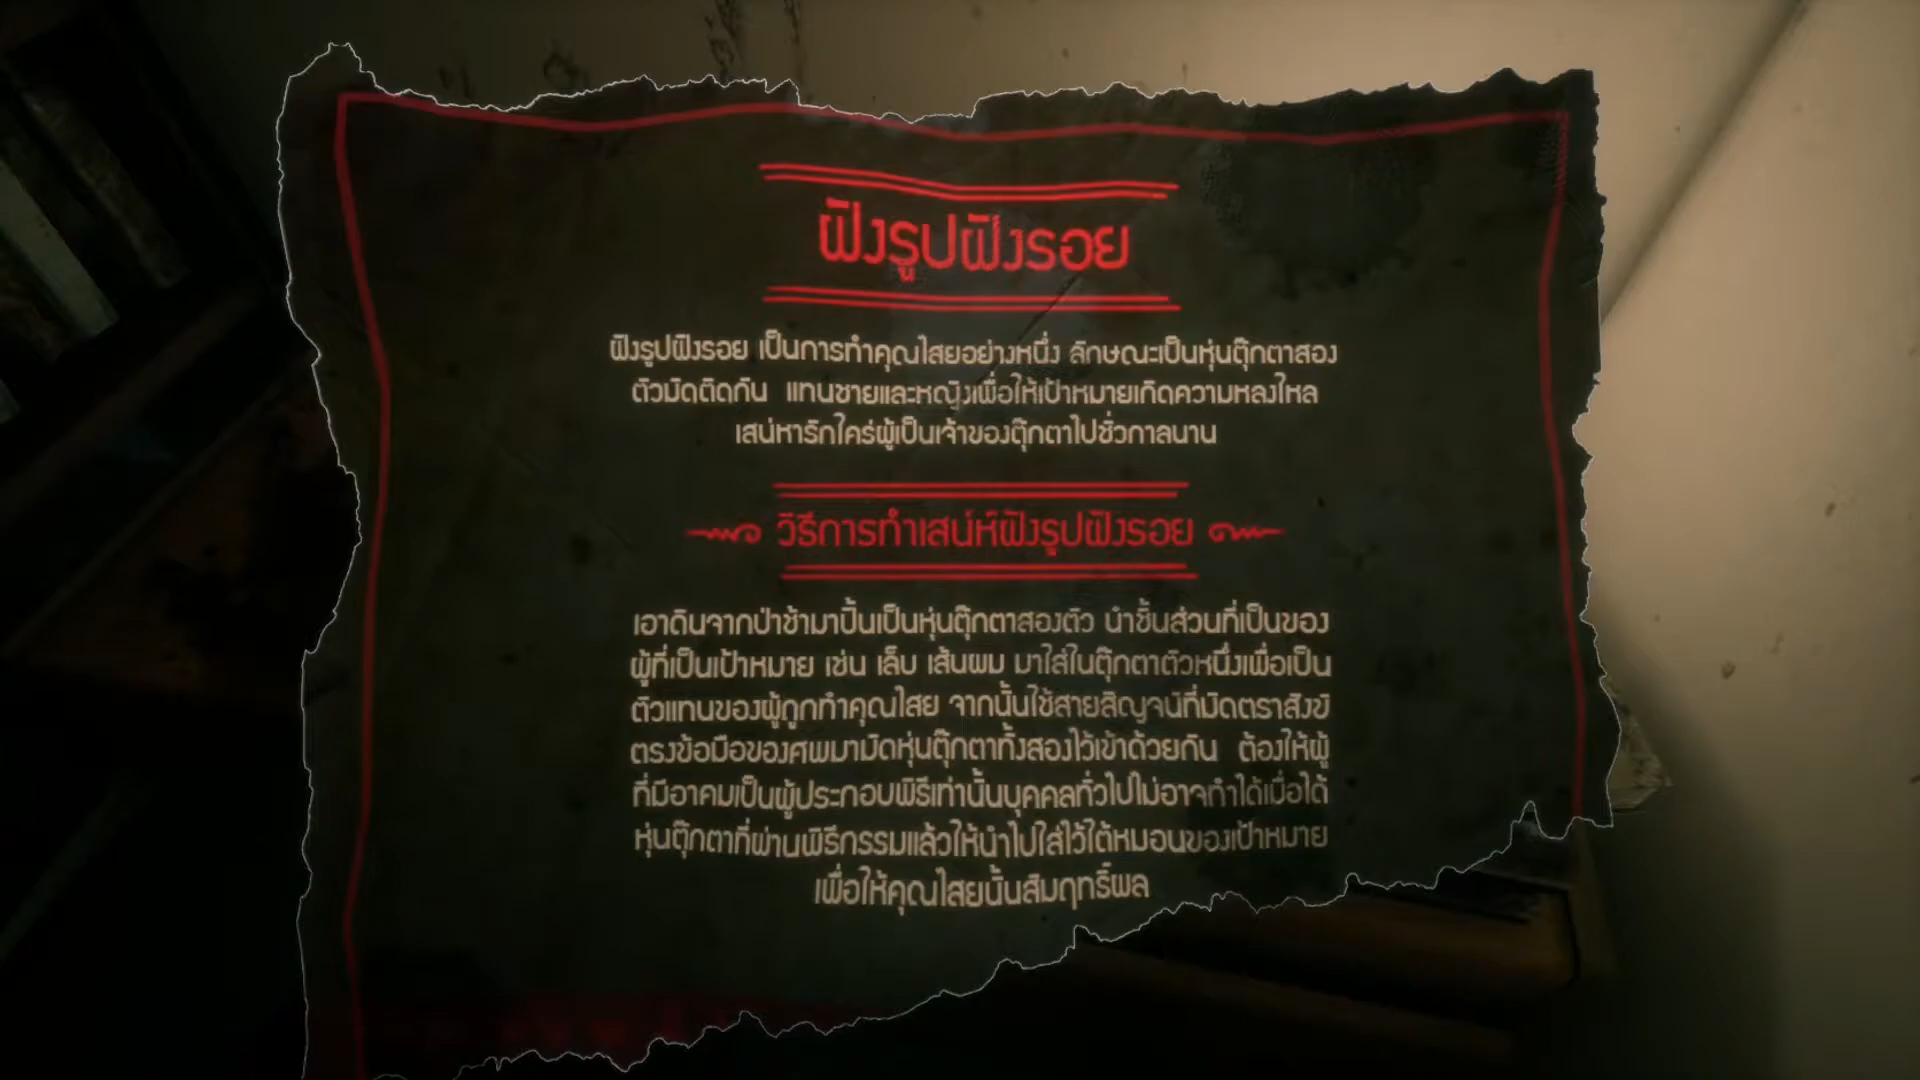 ฝังรูปฝังรอย
ฝังรูปฝังรอย เป็นการทำคุณไสยอย่างหนึ่ง ลักษณะเป็นหุ่นตุ๊กตาสอง
ตัวมัดติดกัน แทนชายและหญิงเพื่อให้เป้าหมายเกิดความหลงไหล
เสน่หารักใคร่ผู้เป็นเจ้าของตุ๊กตาไปชั่วกาลนาน
วิธีการทำเสน่ห์ฝังรูปฝังรอย
เอาดินจากป่าช้ามาปั้นเป็นหุ่นตุ๊กตาสองตัว นำชิ้นส่วนที่เป็นของ
ผู้ที่เป็นเป้าหมาย เช่น เล็บ เส้นผม มาใส่ในตุ๊กตาตัวหนึ่งเพื่อเป็น
ตัวแทนของผู้ถูกทำคุณไสย จากนั้นใช้สายสิญจน์ที่มัดตราสังข์
ตรงข้อมือของศพมามัดหุ่นตุ๊กตาทั้งสองไว้เข้าด้วยกัน ต้องให้ผู้
ที่มีอาคมเป็นผู้ประกอบพิธีเท่านั้นบุคคลทั่วไปไม่อาจทำได้เมื่อได้
หุ่นตุ๊กตาที่ผ่านพิธีกรรมแล้วให้นำไปใส่ไว้ใต้หมอนของเป้าหมาย
เพื่อให้คุณไสยนั้นสัมฤทธิ์ผล